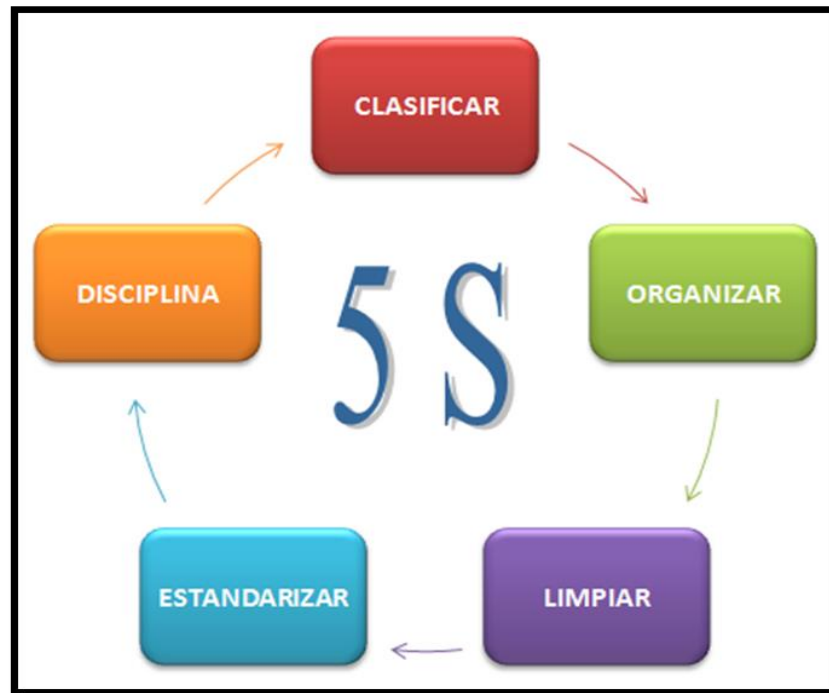 CLASIFICAR
ORGANIZAR
LIMPIAR
ESTANDARIZAR
DISCIPLINA
5 S